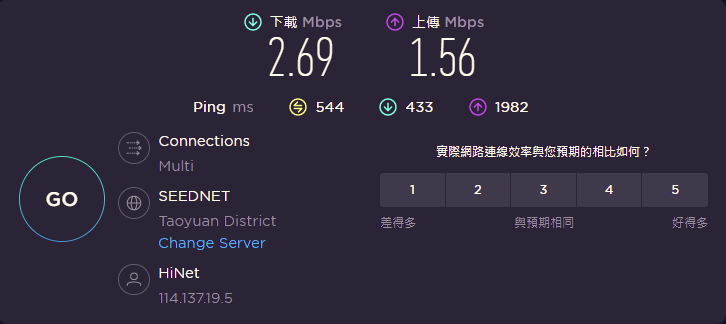 下載 Mbps 上傳 Mbps
2.69 1.56
Ping ms 544 433 1982
Connections
Multi
SEEDNET
Taoyuan District
Change Server
HiNet
114.137.19.5
GO
實際網路連線效率與您預期的相比如何？
1 2 3 4 5
差得多 與預期相同 好得多